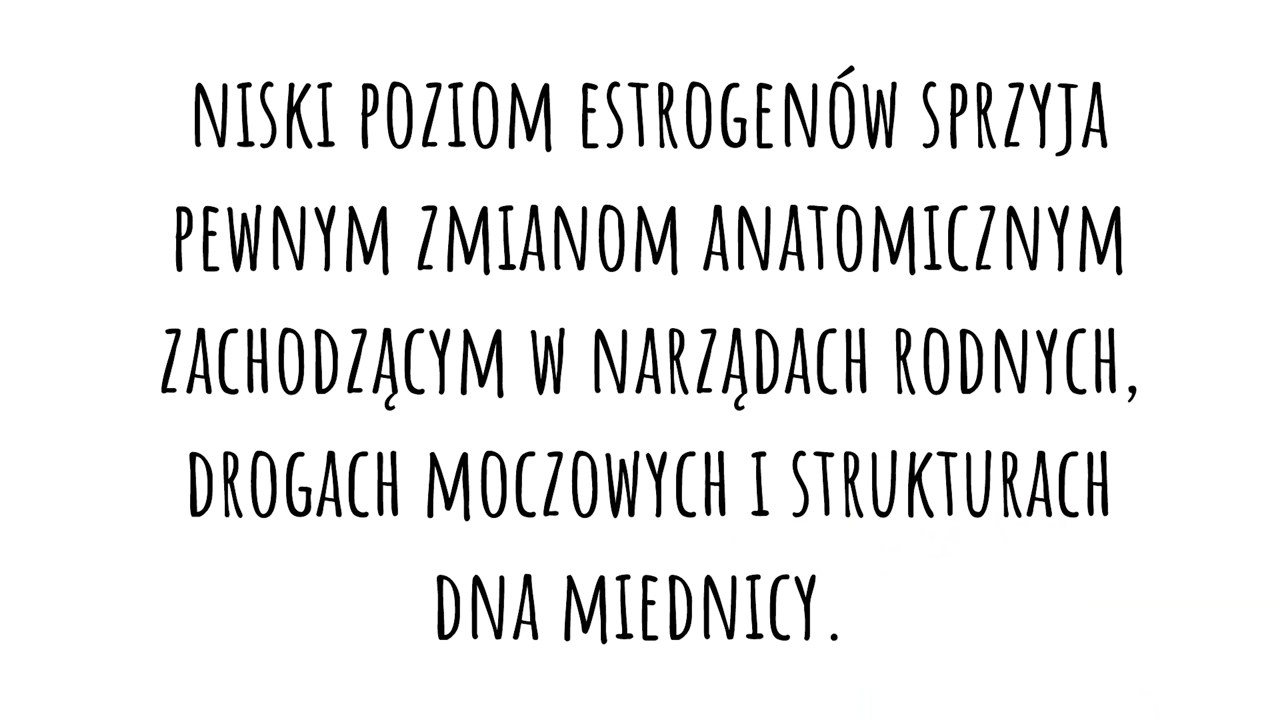 NISKI POZIOM ESTROGENÓW SPRZYJA
PEWNYM ZMIANOM ANATOMICZNYM
ZACHODZĄCYM W NARZĄDACH RODNYCH,
DROGACH MOCZOWYCH I STRUKTURACH
DNA MIEDNICY.